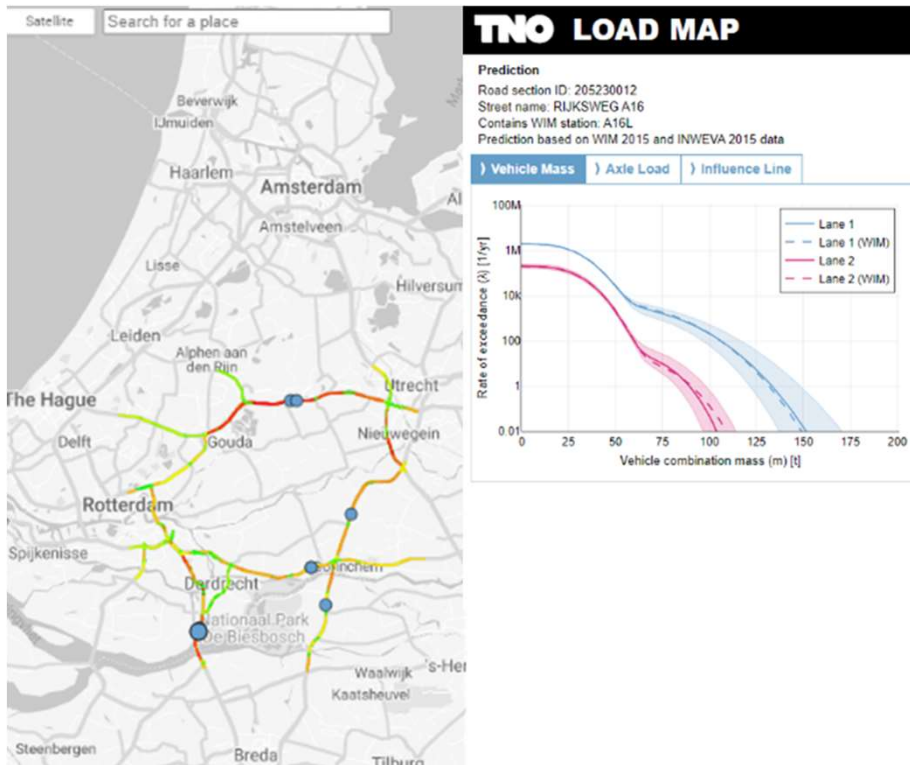 Satellite
Search for a place
Beverwijk
IJmuiden
Haarlem
Amsterdam
Al
Amstelveen
Lisse
Hilversum
Leiden
Alphen aan
den Rijn
Utrecht
The Hague
Delft
Gouda
Nieuwegein
Rotterdam
Spijkenisse
Dordrecht
Nationaal Park
De Biesbosch
Waalwijk
's-Her
Kaatsheuvel
Steenbergen
Breda
Tilburg
TNO LOAD MAP
Prediction
Road section ID: 205230012
Street name: RIJKSWEG A16
Contains WIM station: A16L
Prediction based on WIM 2015 and INWEVA 2015 data
⟩ Vehicle Mass ⟩ Axle Load ⟩ Influence Line
Rate of exceedance (λ) [1/yr]
100M
1M
10k
100
1
0.01
Lane 1
Lane 1 (WIM)
Lane 2
Lane 2 (WIM)
0 25 50 75 100 125 150 175 200
Vehicle combination mass (m) [t]